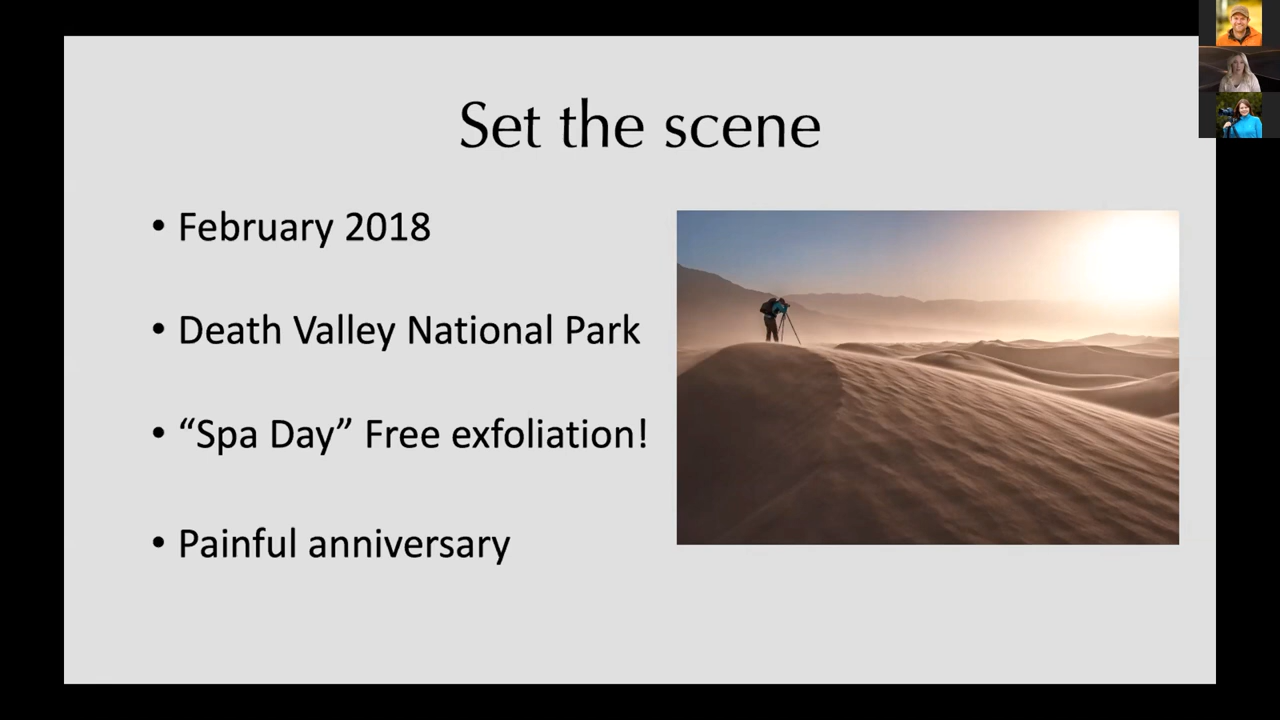 Set the scene
• February 2018
• Death Valley National Park
• “Spa Day” Free exfoliation!
• Painful anniversary